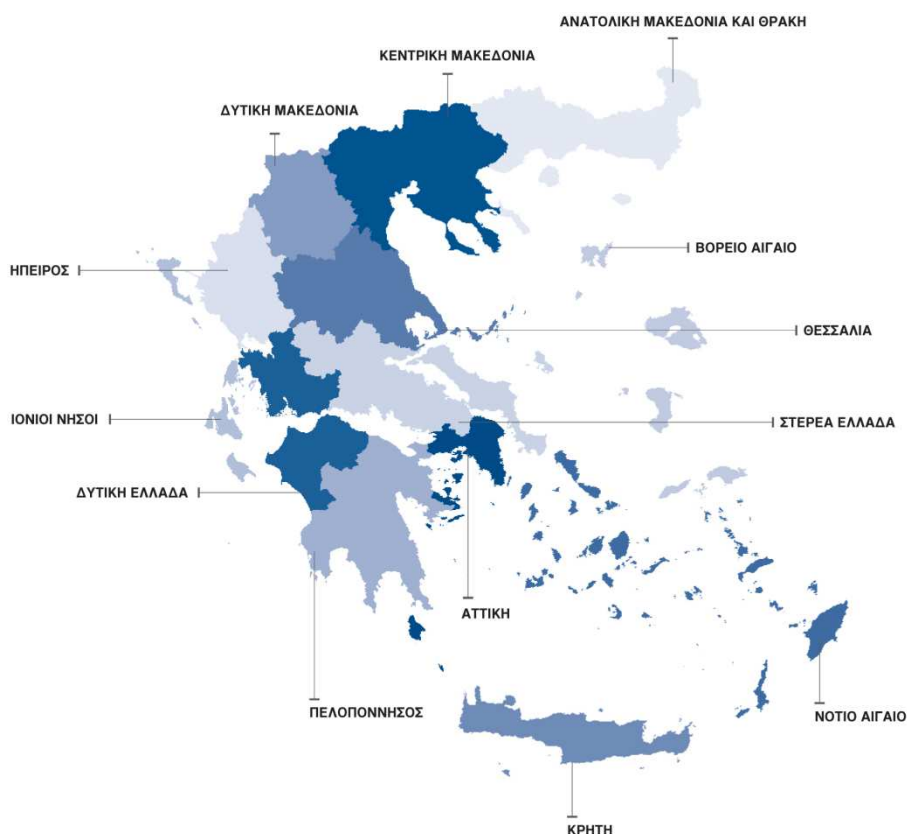 ΑΝΑΤΟΛΙΚΗ ΜΑΚΕΔΟΝΙΑ ΚΑΙ ΘΡΑΚΗ
ΚΕΝΤΡΙΚΗ ΜΑΚΕΔΟΝΙΑ
ΔΥΤΙΚΗ ΜΑΚΕΔΟΝΙΑ
ΒΟΡΕΙΟ ΑΙΓΑΙΟ
ΗΠΕΙΡΟΣ
ΘΕΣΣΑΛΙΑ
ΙΟΝΙΟΙ ΝΗΣΟΙ
ΣΤΕΡΕΑ ΕΛΛΑΔΑ
ΔΥΤΙΚΗ ΕΛΛΑΔΑ
ΑΤΤΙΚΗ
ΠΕΛΟΠΟΝΝΗΣΟΣ
ΝΟΤΙΟ ΑΙΓΑΙΟ
ΚΡΗΤΗ